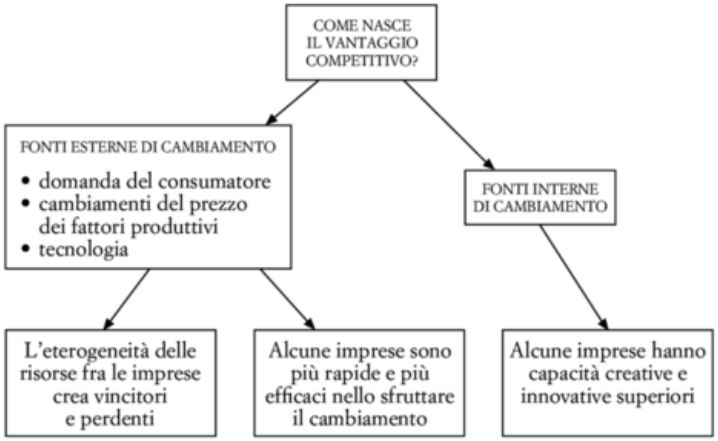 COME NASCE
IL VANTAGGIO
COMPETITIVO?
FONTI ESTERNE DI CAMBIAMENTO
• domanda del consumatore
• cambiamenti del prezzo
dei fattori produttivi
• tecnologia
FONTI INTERNE
DI CAMBIAMENTO
L'eterogeneità delle
risorse fra le imprese
crea vincitori
e perdenti
Alcune imprese sono
più rapide e più
efficaci nello sfruttare
il cambiamento
Alcune imprese hanno
capacità creative e
innovative superiori